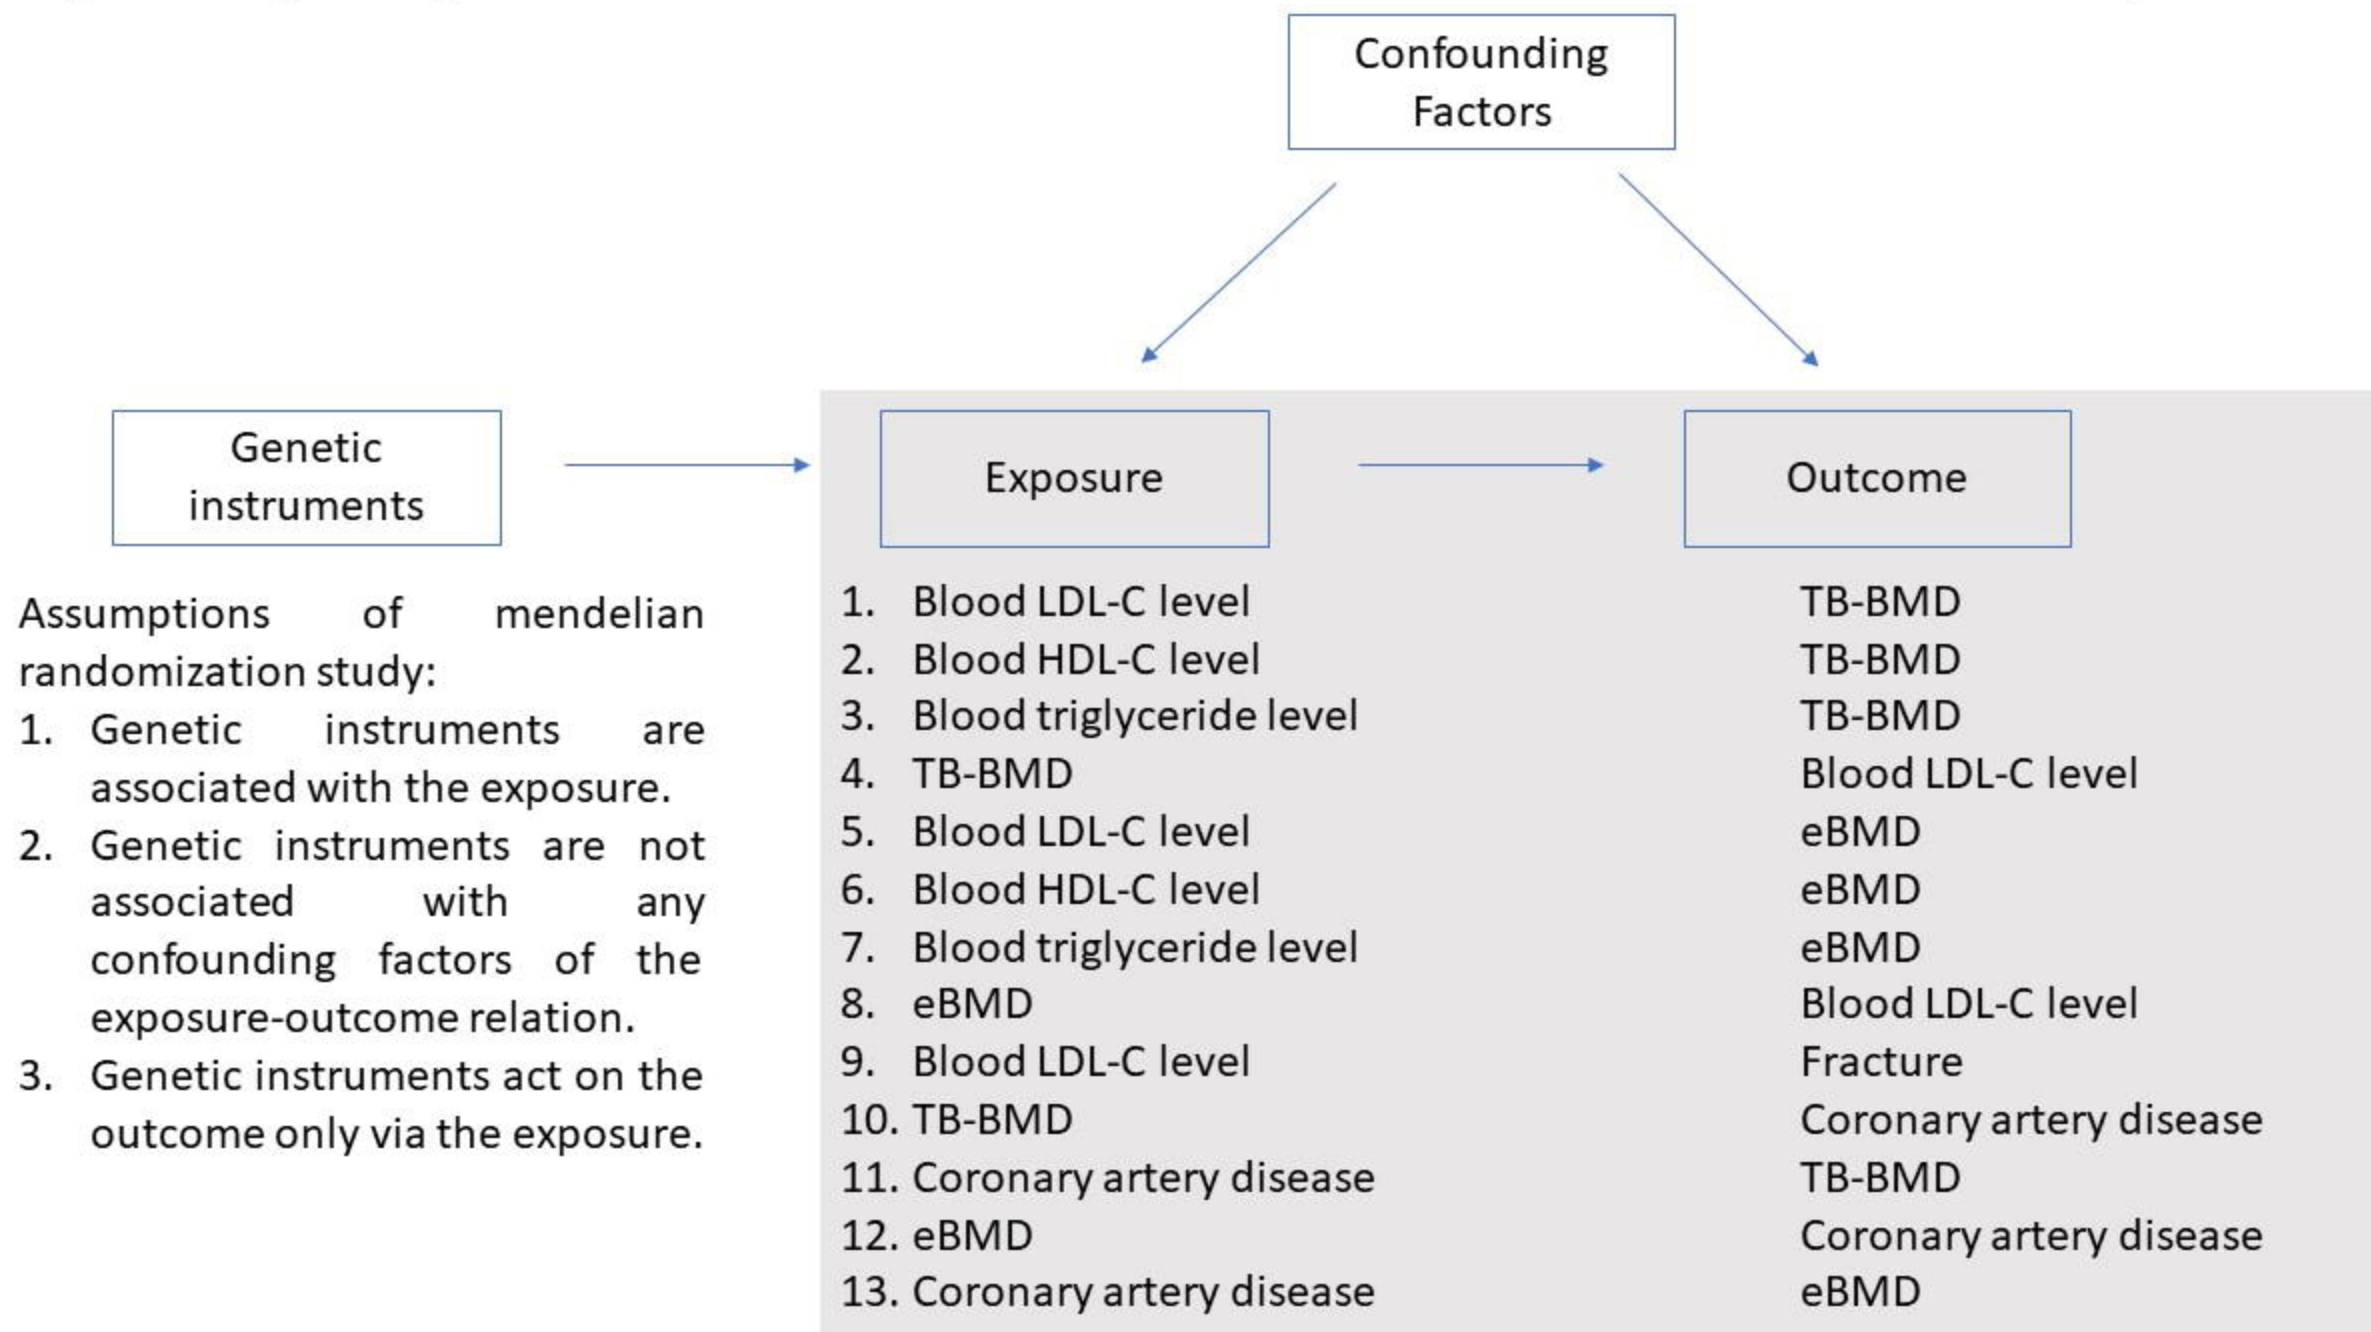 Confounding
Factors
Genetic
instruments
Exposure
Outcome
Assumptions of mendelian
randomization study:
1. Genetic instruments are
associated with the exposure.
2. Genetic instruments are not
associated with any
confounding factors of the
exposure-outcome relation.
3. Genetic instruments act on the
outcome only via the exposure.
1. Blood LDL-C level TB-BMD
2. Blood HDL-C level TB-BMD
3. Blood triglyceride level TB-BMD
4. TB-BMD Blood LDL-C level
5. Blood LDL-C level eBMD
6. Blood HDL-C level eBMD
7. Blood triglyceride level eBMD
8. eBMD Blood LDL-C level
9. Blood LDL-C level Fracture
10. TB-BMD Coronary artery disease
11. Coronary artery disease TB-BMD
12. eBMD Coronary artery disease
13. Coronary artery disease eBMD